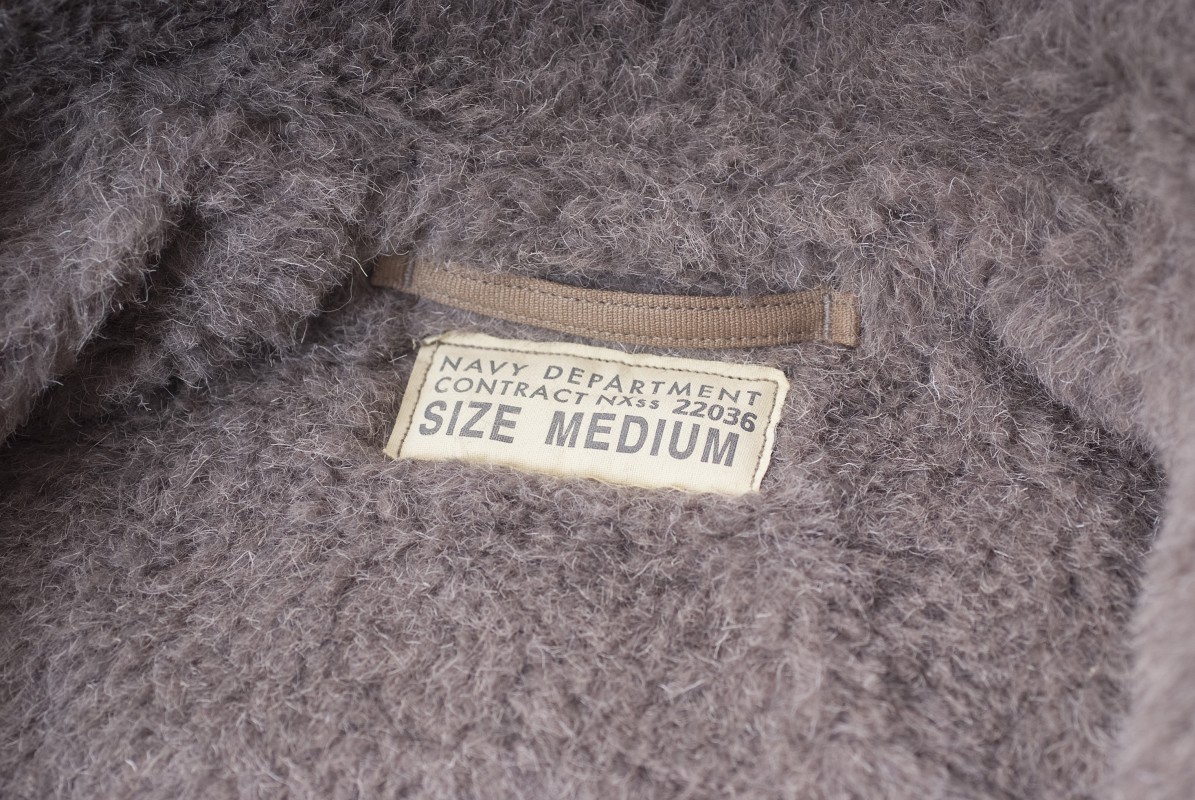 NAVY DEPARTMENT
CONTRACT NXss 22036
SIZE MEDIUM